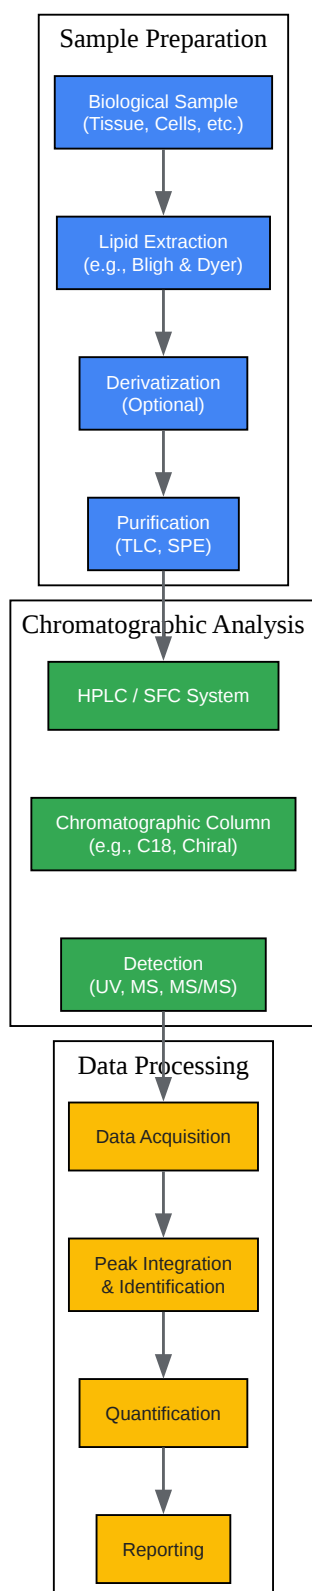 Sample Preparation
Biological Sample
(Tissue, Cells, etc.)
Lipid Extraction
(e.g., Bligh & Dyer)
Derivatization
(Optional)
Purification
(TLC, SPE)
Chromatographic Analysis
HPLC / SFC System
Chromatographic Column
(e.g., C18, Chiral)
Detection
(UV, MS, MS/MS)
Data Processing
Data Acquisition
Peak Integration
& Identification
Quantification
Reporting